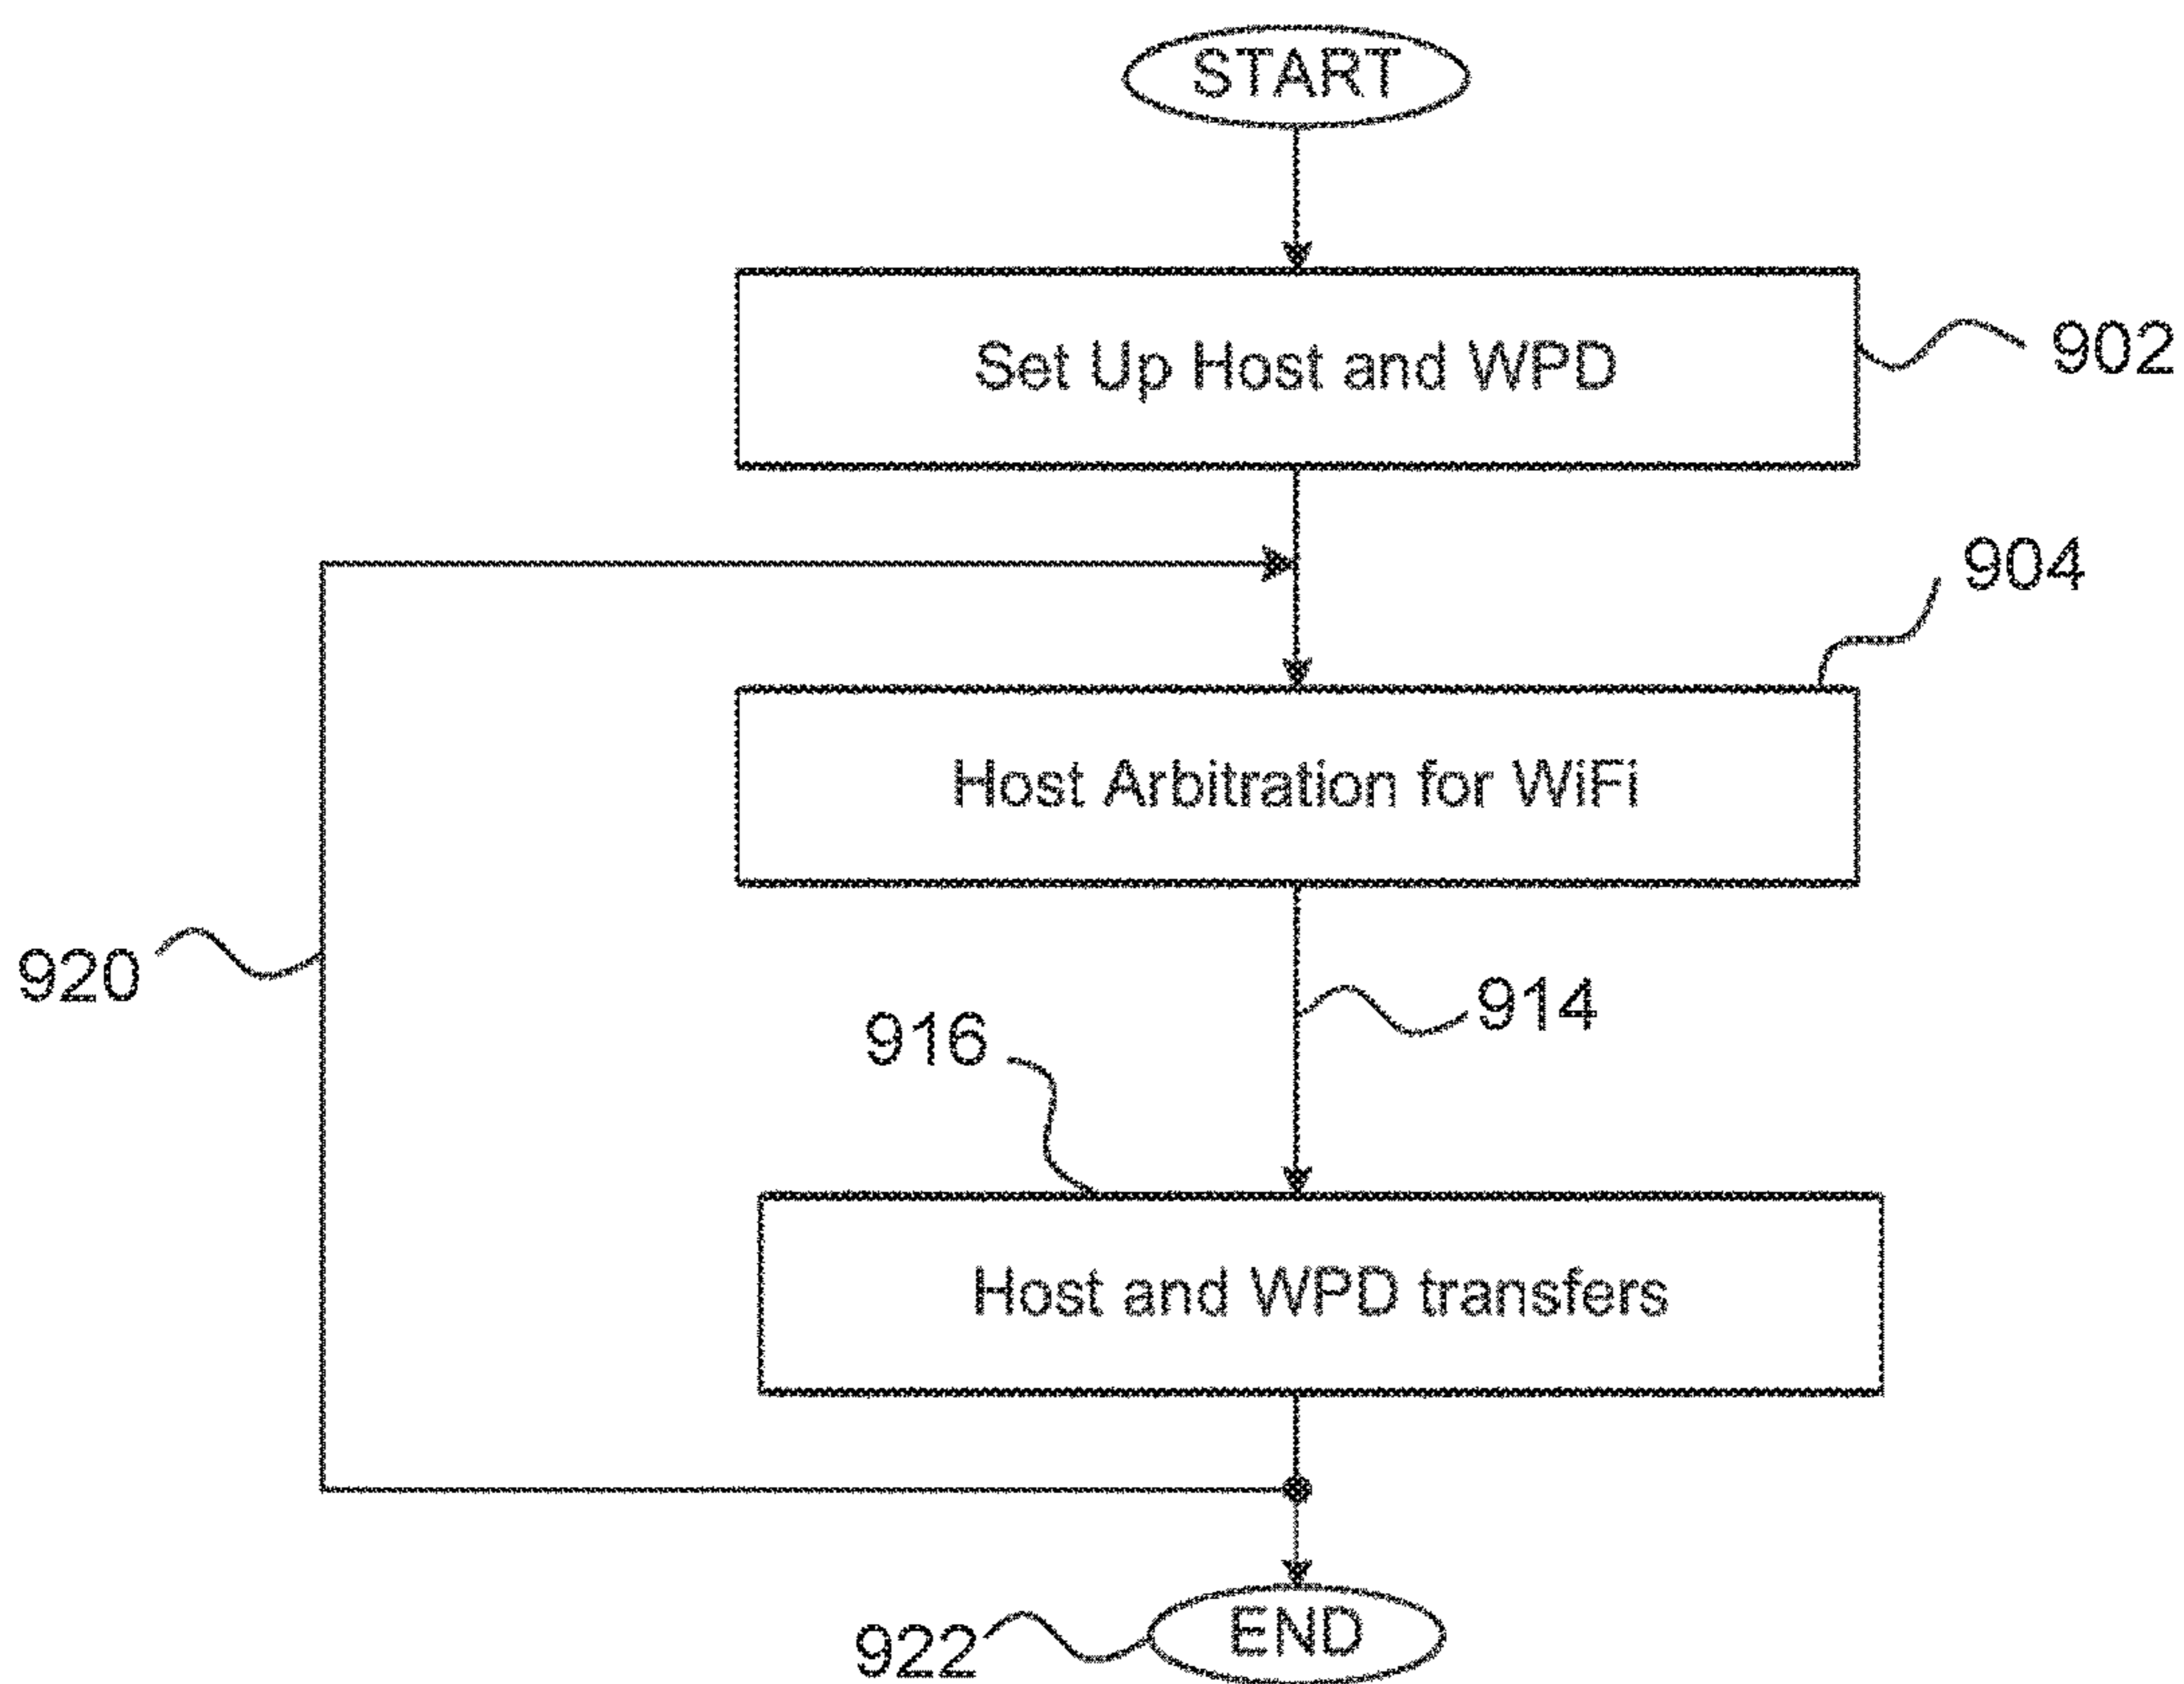 START
Set Up Host and WPD
902
904
Host Arbitration for WiFi
920
914
916
Host and WPD transfers
END
922